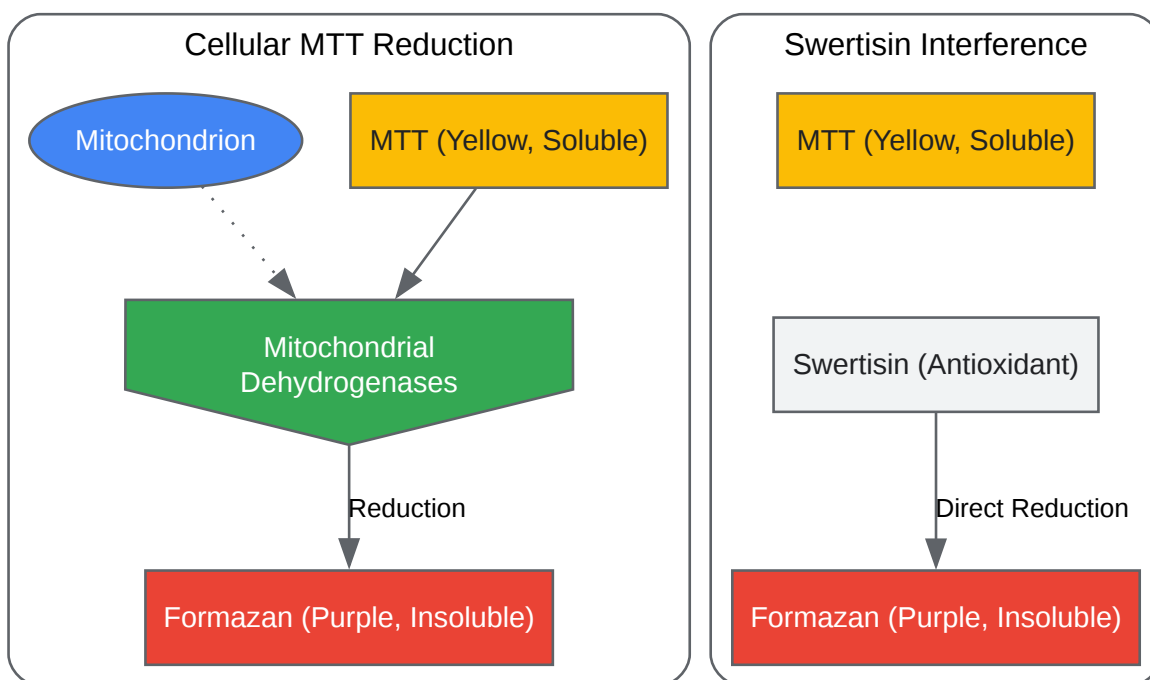 Cellular MTT Reduction
Mitochondrion
MTT (Yellow, Soluble)
Mitochondrial
Dehydrogenases
Reduction
Formazan (Purple, Insoluble)
Swertisin Interference
MTT (Yellow, Soluble)
Swertisin (Antioxidant)
Direct Reduction
Formazan (Purple, Insoluble)